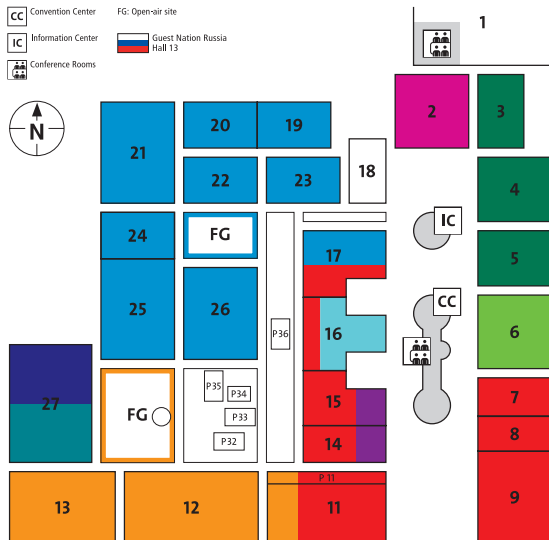 CC Convention Center FG: Open-air site
IC Information Center Guest Nation Russia
Hall 13
Conference Rooms
1
N
2 3
20 19
21
22 23 18 4
24 FG IC
17 5
25 26 CC
P36 16 6
27
P35
P34
15 7
FG P33
P32 14 8
P 11
13 12 11 9